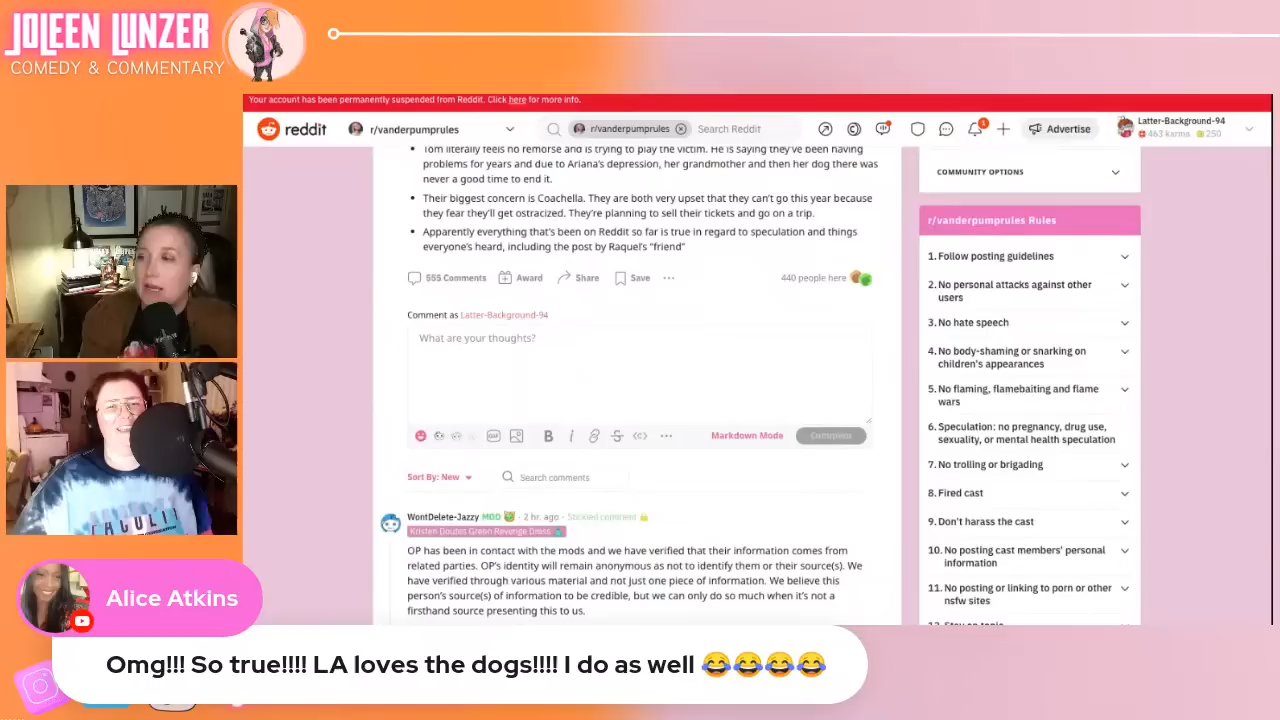 JOLEEN LUNZER
COMEDY & COMMENTARY
Your account has been permanently suspended from Reddit. Click here for more info.
reddit
r/vanderpumprules
r/vanderpumprules
Search Reddit
1
Advertise
Latter-Background-94
463 karma
250
Tom literally feels no remorse and is trying to play the victim. He is saying they've been having
problems for years and due to Ariana's depression, her grandmother and then her dog there was
never a good time to end it.
Their biggest concern is Coachella. They are both very upset that they can't go this year because
they fear they'll get ostracized. They're planning to sell their tickets and go on a trip.
Apparently everything that's been on Reddit so far is true in regard to speculation and things
everyone's heard, including the post by Raquel's "friend"
555 Comments
Award
Share
Save
440 people here
Comment as Latter-Background-94
What are your thoughts?
GIF
B
i
Markdown Mode
Comment
Sort By: New
Search comments
WontDelete-Jazzy MOD · 2 hr. ago · Stickied comment
Kristen Doutes Green Revenge Dress
OP has been in contact with the mods and we have verified that their information comes from
related parties. OP's identity will remain anonymous as not to identify them or their source(s). We
have verified through various material and not just one piece of information. We believe this
person's source(s) of information to be credible, but we can only do so much when it's not a
firsthand source presenting this to us.
COMMUNITY OPTIONS
r/vanderpumprules Rules
1. Follow posting guidelines
2. No personal attacks against other
users
3. No hate speech
4. No body-shaming or snarking on
children's appearances
5. No flaming, flamebaiting and flame
wars
6. Speculation: no pregnancy, drug use,
sexuality, or mental health speculation
7. No trolling or brigading
8. Fired cast
9. Don't harass the cast
10. No posting cast members' personal
information
11. No posting or linking to porn or other
nsfw sites
12. Stay on topic
Alice Atkins
Omg!!! So true!!!! LA loves the dogs!!!! I do as well 😂😂😂😂